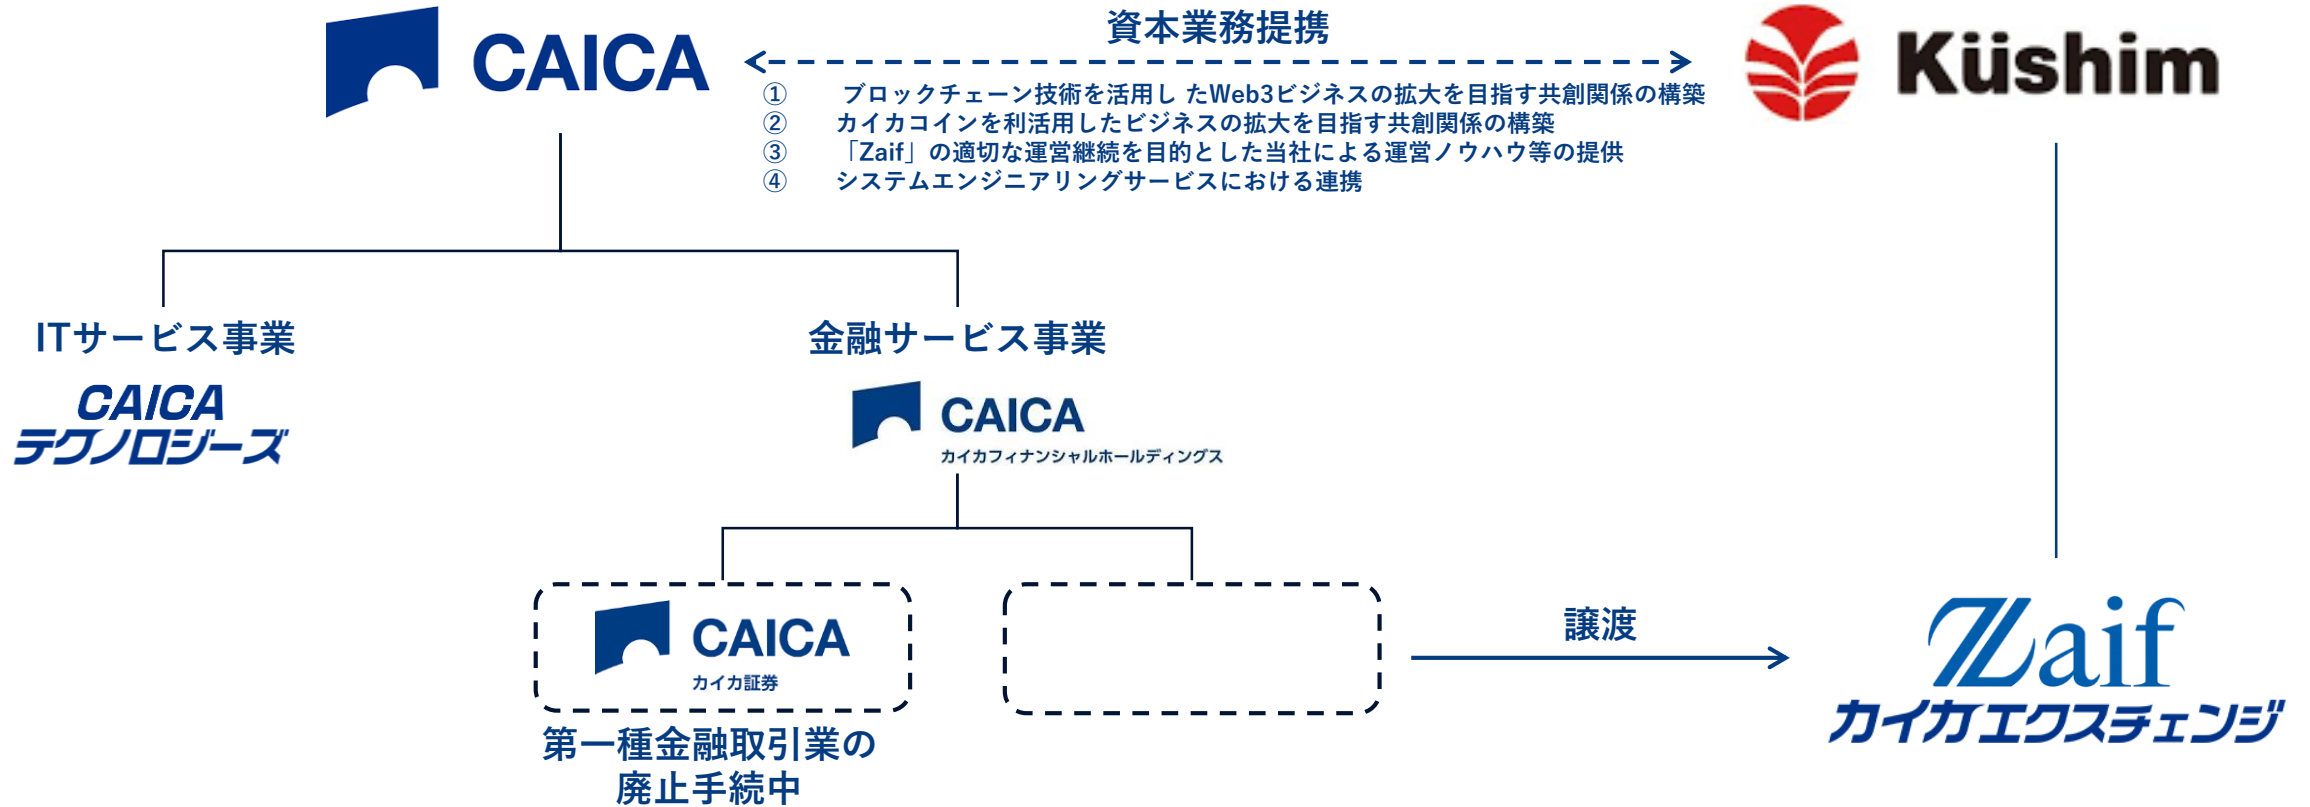 CAICA
資本業務提携
Küshim
① ブロックチェーン技術を活用し たWeb3ビジネスの拡大を目指す共創関係の構築
② カイカコインを利活用したビジネスの拡大を目指す共創関係の構築
③ 「Zaif」の適切な運営継続を目的とした当社による運営ノウハウ等の提供
④ システムエンジニアリングサービスにおける連携
ITサービス事業
CAICA
テクノロジーズ
金融サービス事業
CAICA
カイカフィナンシャルホールディングス
CAICA
カイカ証券
第一種金融取引業の
廃止手続中
譲渡
Zaif
カイカエクスチェンジ